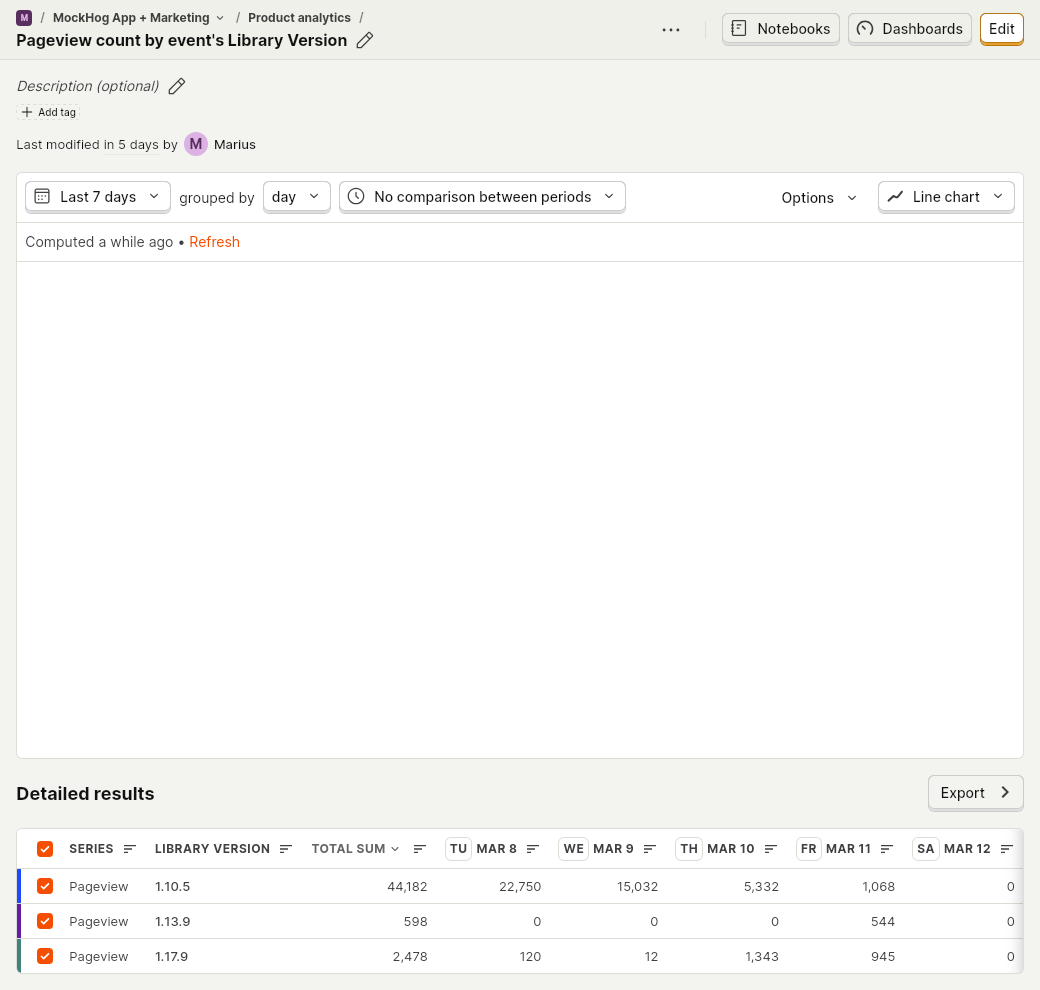 M / MockHog App + Marketing / Product analytics /
Pageview count by event's Library Version
Notebooks Dashboards Edit
Description (optional)
Add tag
Last modified in 5 days by M Marius
Last 7 days grouped by day No comparison between periods Options Line chart
Computed a while ago • Refresh
Detailed results Export
SERIES LIBRARY VERSION TOTAL SUM TU MAR 8 WE MAR 9 TH MAR 10 FR MAR 11 SA MAR 12
Pageview 1.10.5 44,182 22,750 15,032 5,332 1,068 0
Pageview 1.13.9 598 0 0 0 544 0
Pageview 1.17.9 2,478 120 12 1,343 945 0